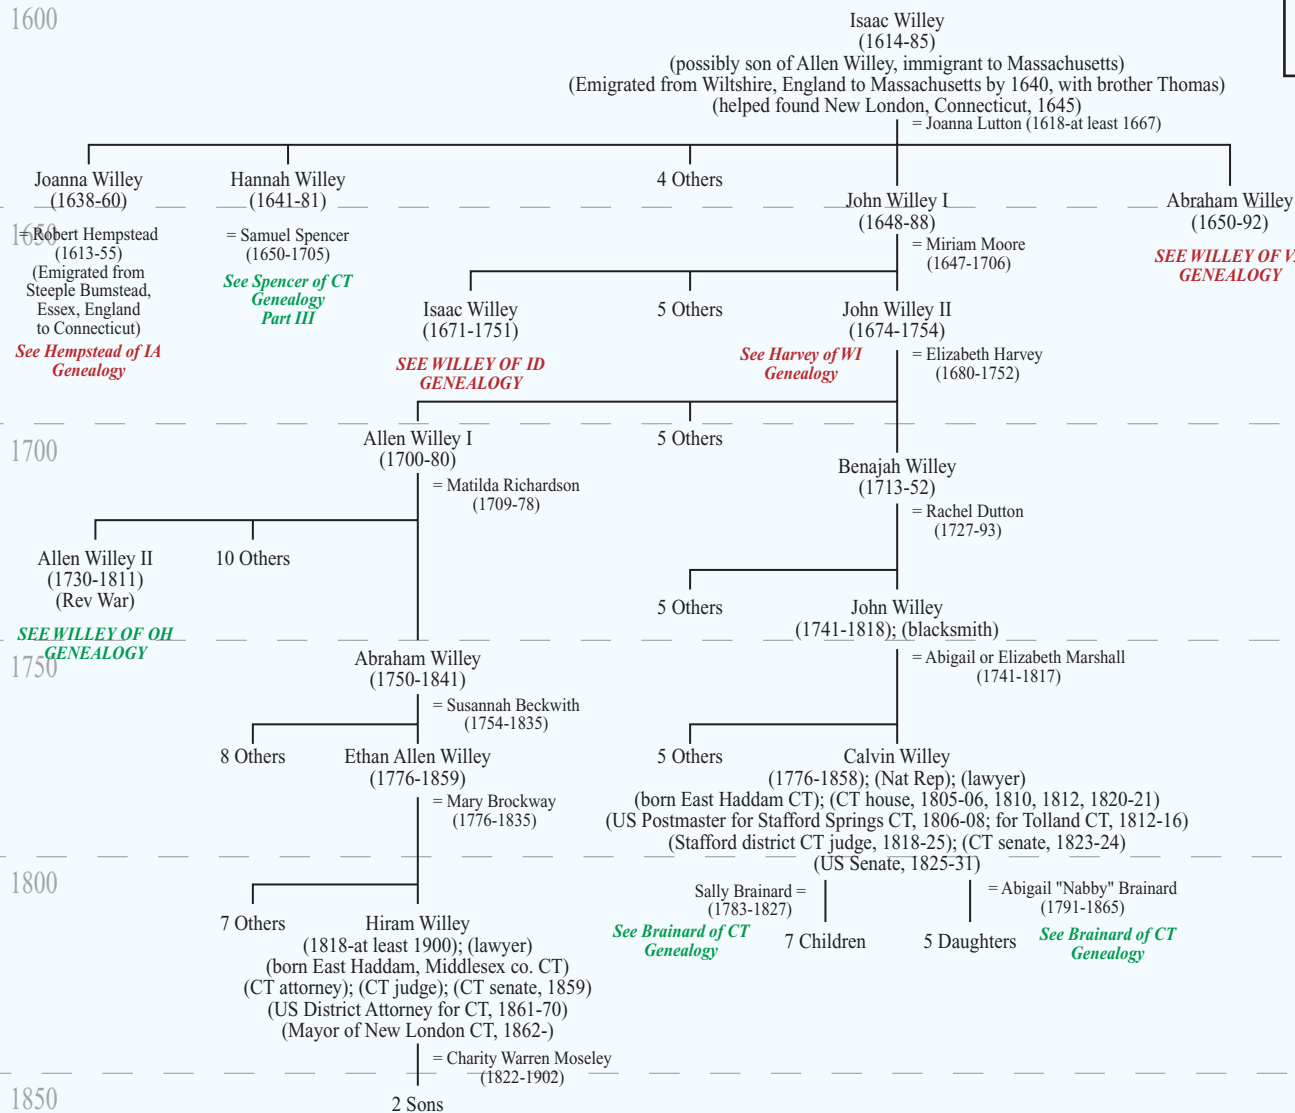 1600
Isaac Willey
(1614-85)
(possibly son of Allen Willey, immigrant to Massachusetts)
(Emigrated from Wiltshire, England to Massachusetts by 1640, with brother Thomas)
(helped found New London, Connecticut, 1645)
= Joanna Lutton (1618-at least 1667)
Joanna Willey
(1638-60)
= Robert Hempstead
(1613-55)
(Emigrated from
Steeple Bumstead,
Essex, England
to Connecticut)
See Hempstead of IA
Genealogy
Hannah Willey
(1641-81)
= Samuel Spencer
(1650-1705)
See Spencer of CT
Genealogy
Part III
4 Others
John Willey I
(1648-88)
= Miriam Moore
(1647-1706)
Abraham Willey
(1650-92)
SEE WILLEY OF
GENEALOGY
1650
Isaac Willey
(1671-1751)
SEE WILLEY OF ID
GENEALOGY
5 Others
John Willey II
(1674-1754)
See Harvey of WI
Genealogy
= Elizabeth Harvey
(1680-1752)
1700
Allen Willey I
(1700-80)
= Matilda Richardson
(1709-78)
5 Others
Benajah Willey
(1713-52)
= Rachel Dutton
(1727-93)
Allen Willey II
(1730-1811)
(Rev War)
SEE WILLEY OF OH
GENEALOGY
10 Others
5 Others
John Willey
(1741-1818); (blacksmith)
= Abigail or Elizabeth Marshall
(1741-1817)
1750
Abraham Willey
(1750-1841)
= Susannah Beckwith
(1754-1835)
8 Others
Ethan Allen Willey
(1776-1859)
= Mary Brockway
(1776-1835)
5 Others
Calvin Willey
(1776-1858); (Nat Rep); (lawyer)
(born East Haddam CT); (CT house, 1805-06, 1810, 1812, 1820-21)
(US Postmaster for Stafford Springs CT, 1806-08; for Tolland CT, 1812-16)
(Stafford district CT judge, 1818-25); (CT senate, 1823-24)
(US Senate, 1825-31)
1800
Sally Brainard =
(1783-1827)
See Brainard of CT
Genealogy
7 Children
= Abigail "Nabby" Brainard
(1791-1865)
5 Daughters
See Brainard of CT
Genealogy
7 Others
Hiram Willey
(1818-at least 1900); (lawyer)
(born East Haddam, Middlesex co. CT)
(CT attorney); (CT judge); (CT senate, 1859)
(US District Attorney for CT, 1861-70)
(Mayor of New London CT, 1862-)
= Charity Warren Moseley
(1822-1902)
1850
2 Sons